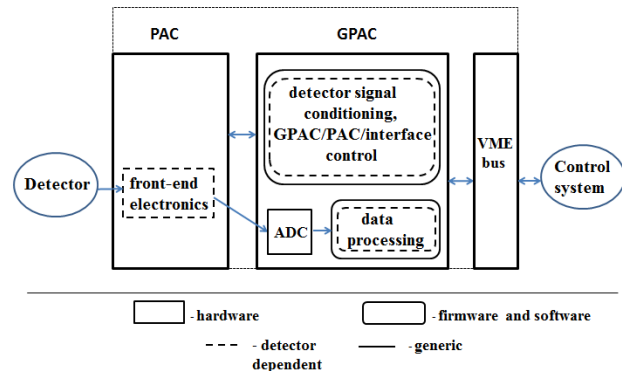 PAC
GPAC
detector signal
conditioning,
GPAC/PAC/interface
control
VME
bus
Detector
front-end
electronics
Control
system
ADC
data
processing
- hardware
- firmware and software
- detector
dependent
- generic